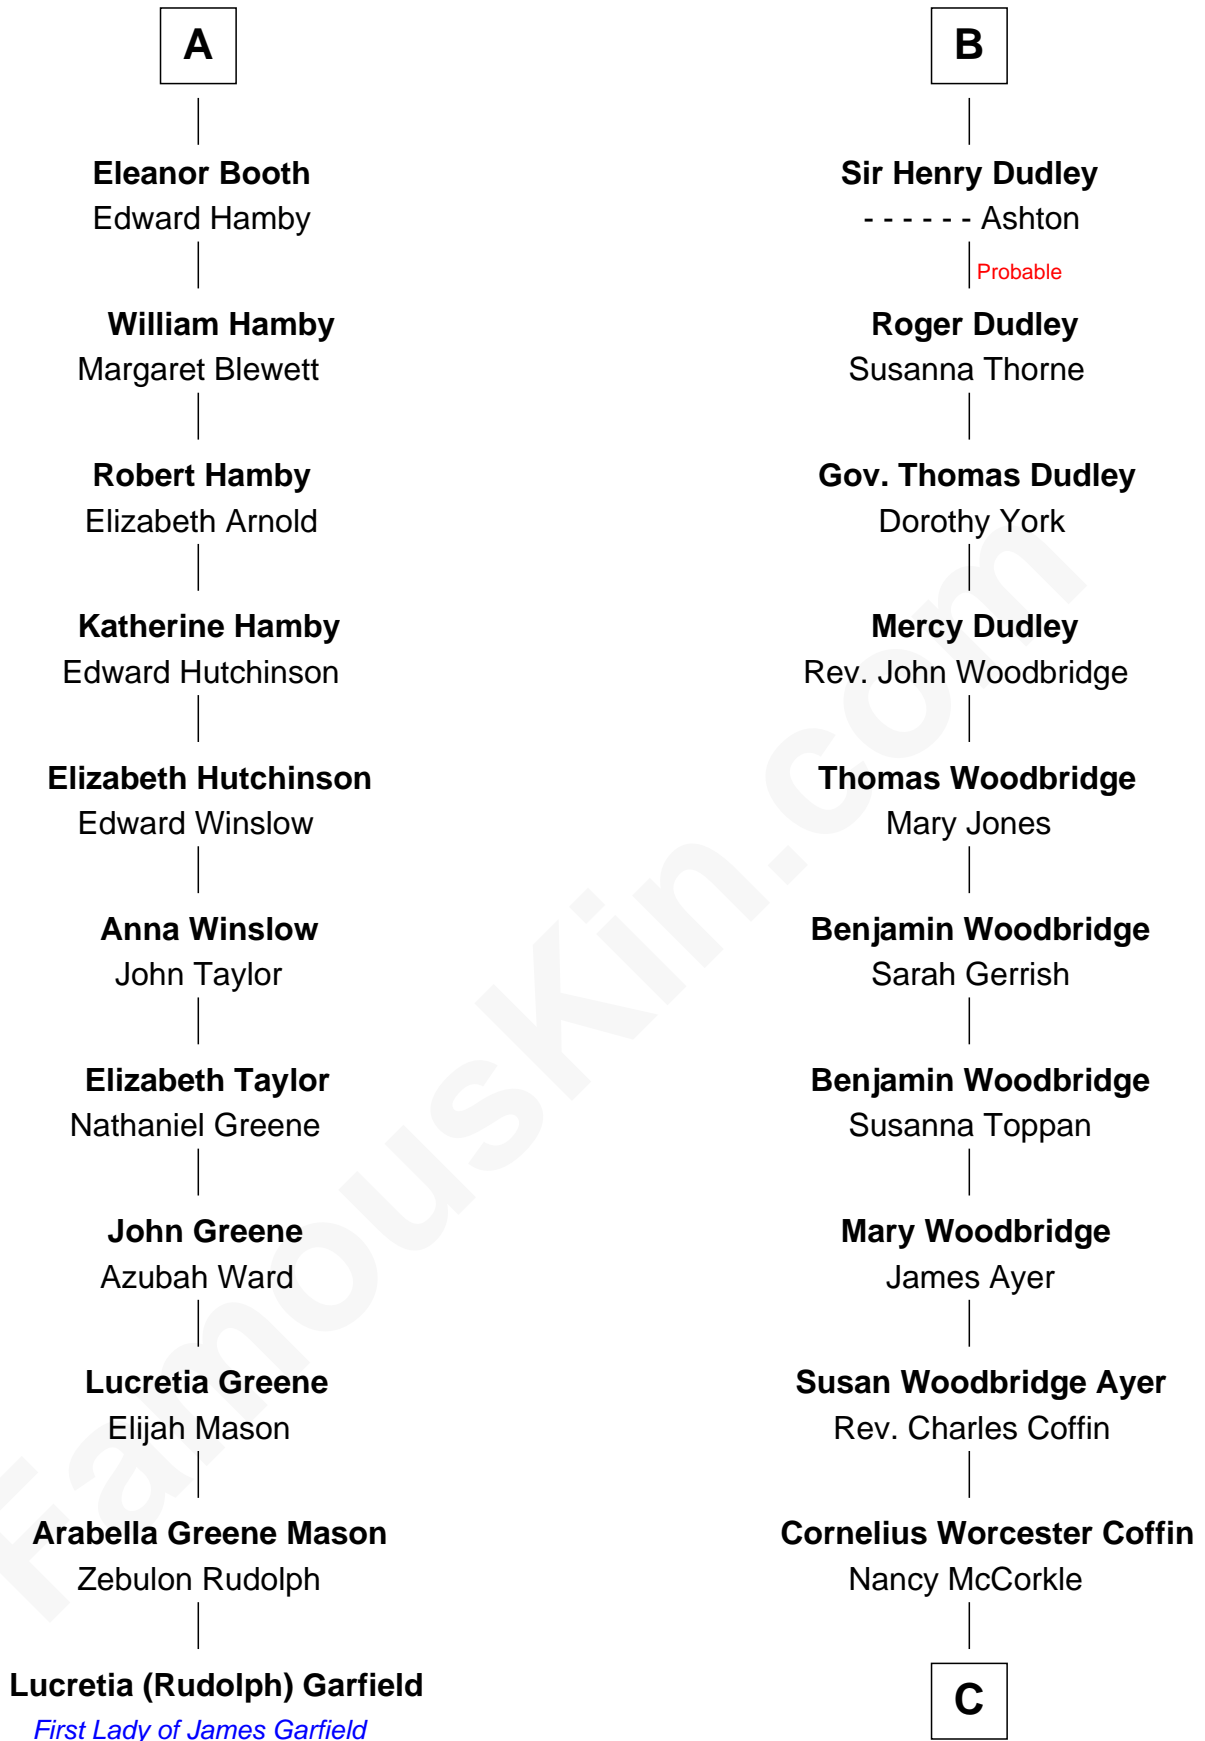 A
Eleanor Booth
Edward Hamby
William Hamby
Margaret Blewett
Robert Hamby
Elizabeth Arnold
Katherine Hamby
Edward Hutchinson
Elizabeth Hutchinson
Edward Winslow
Anna Winslow
John Taylor
Elizabeth Taylor
Nathaniel Greene
John Greene
Azubah Ward
Lucretia Greene
Elijah Mason
Arabella Greene Mason
Zebulon Rudolph
Lucretia (Rudolph) Garfield
First Lady of James Garfield
B
Sir Henry Dudley
- - - - - - Ashton
Probable
Roger Dudley
Susanna Thorne
Gov. Thomas Dudley
Dorothy York
Mercy Dudley
Rev. John Woodbridge
Thomas Woodbridge
Mary Jones
Benjamin Woodbridge
Sarah Gerrish
Benjamin Woodbridge
Susanna Toppan
Mary Woodbridge
James Ayer
Susan Woodbridge Ayer
Rev. Charles Coffin
Cornelius Worcester Coffin
Nancy McCorkle
C
FamousKin.com